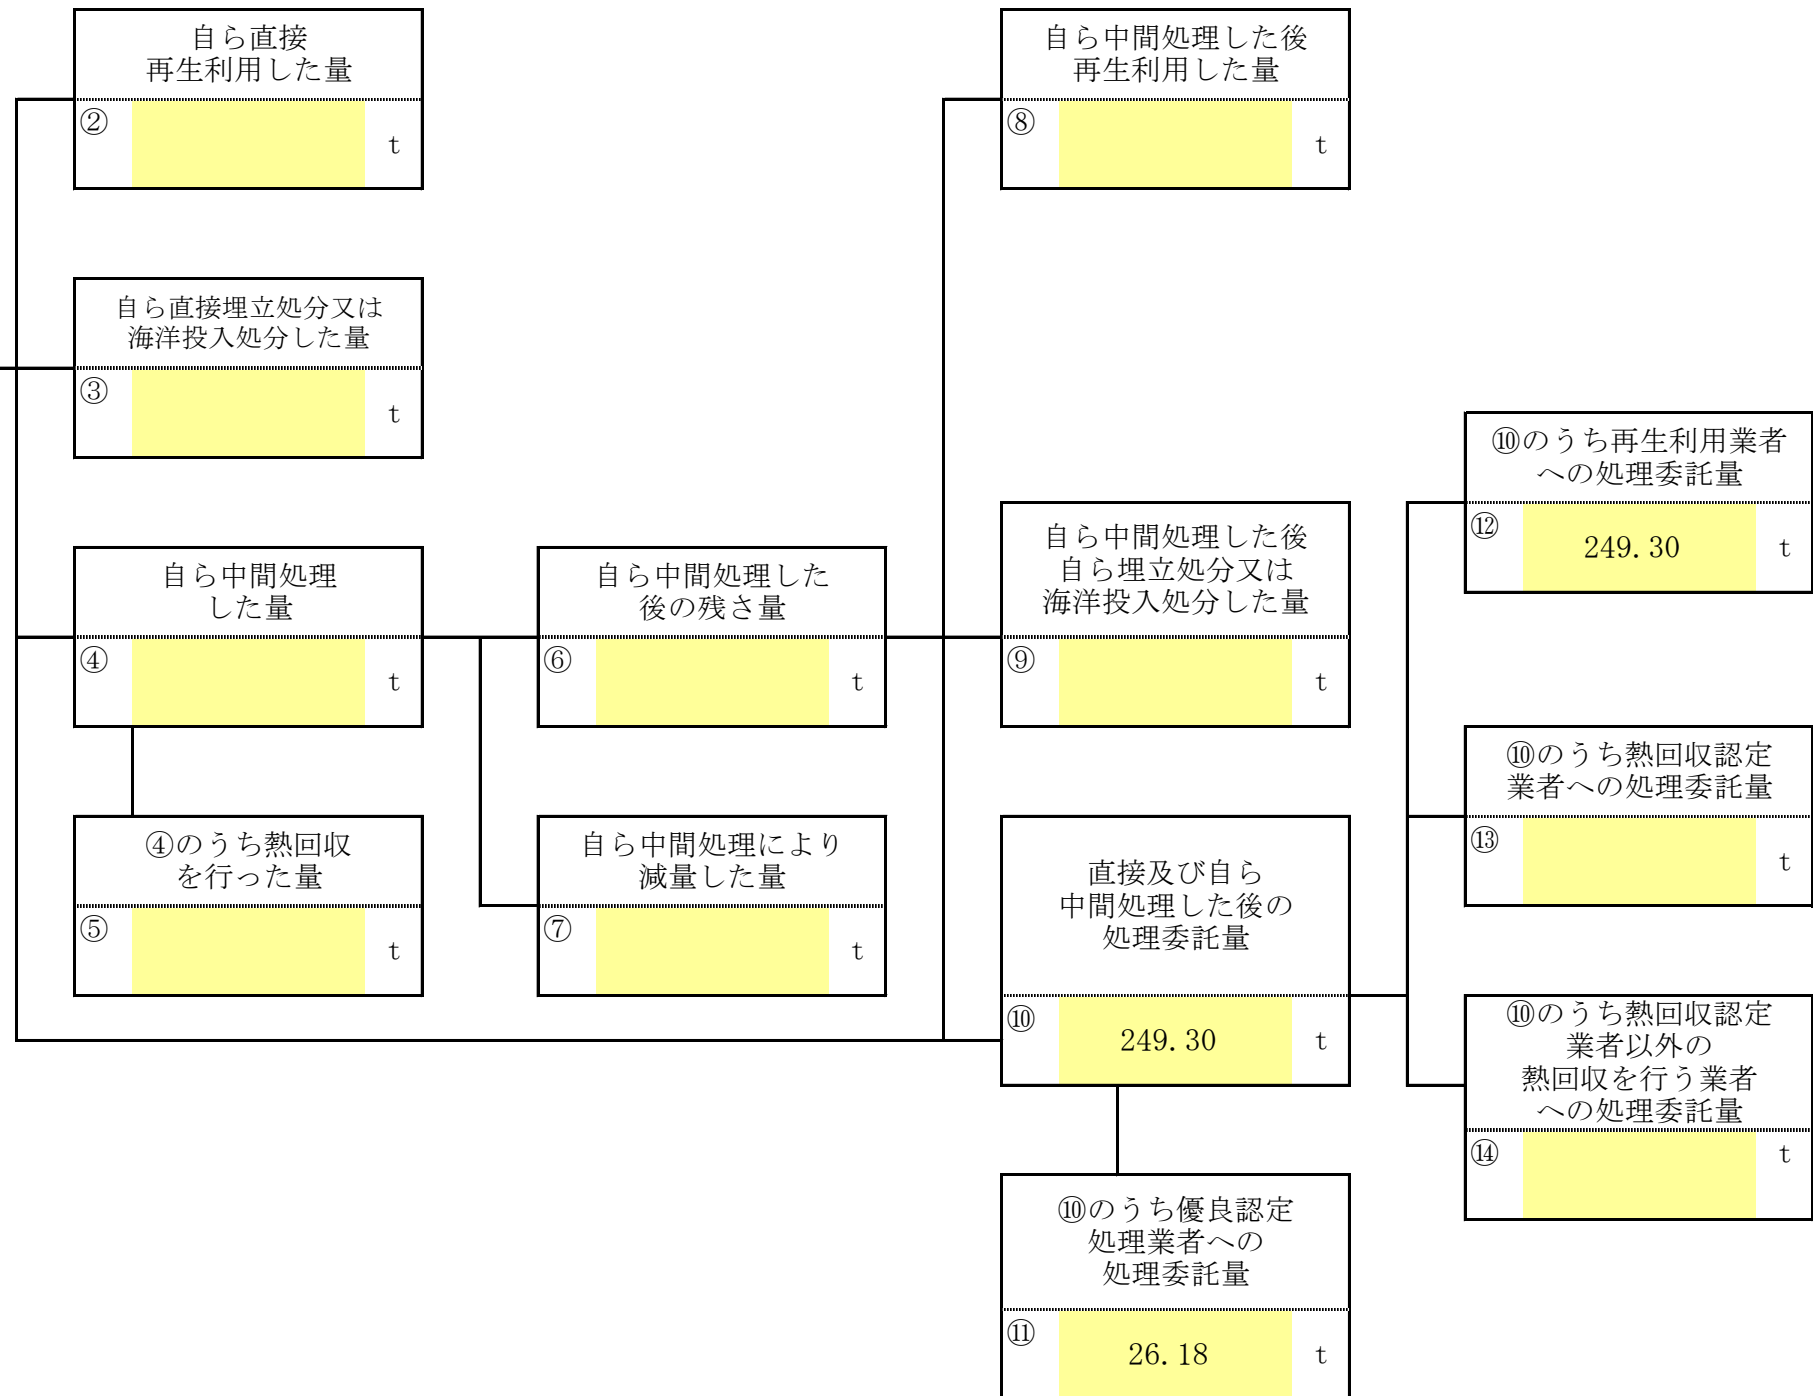 自ら直接
再生利用した量
②
t
自ら中間処理した後
再生利用した量
⑧
t
自ら直接埋立処分又は
海洋投入処分した量
③
t
⑩のうち再生利用業者
への処理委託量
⑫
249.30
t
自ら中間処理
した量
④
t
自ら中間処理した
後の残さ量
⑥
t
自ら中間処理した後
自ら埋立処分又は
海洋投入処分した量
⑨
t
⑩のうち熱回収認定
業者への処理委託量
⑬
t
④のうち熱回収
を行った量
⑤
t
自ら中間処理により
減量した量
⑦
t
直接及び自ら
中間処理した後の
処理委託量
⑩
249.30
t
⑩のうち熱回収認定
業者以外の
熱回収を行う業者
への処理委託量
⑭
t
⑩のうち優良認定
処理業者への
処理委託量
⑪
26.18
t